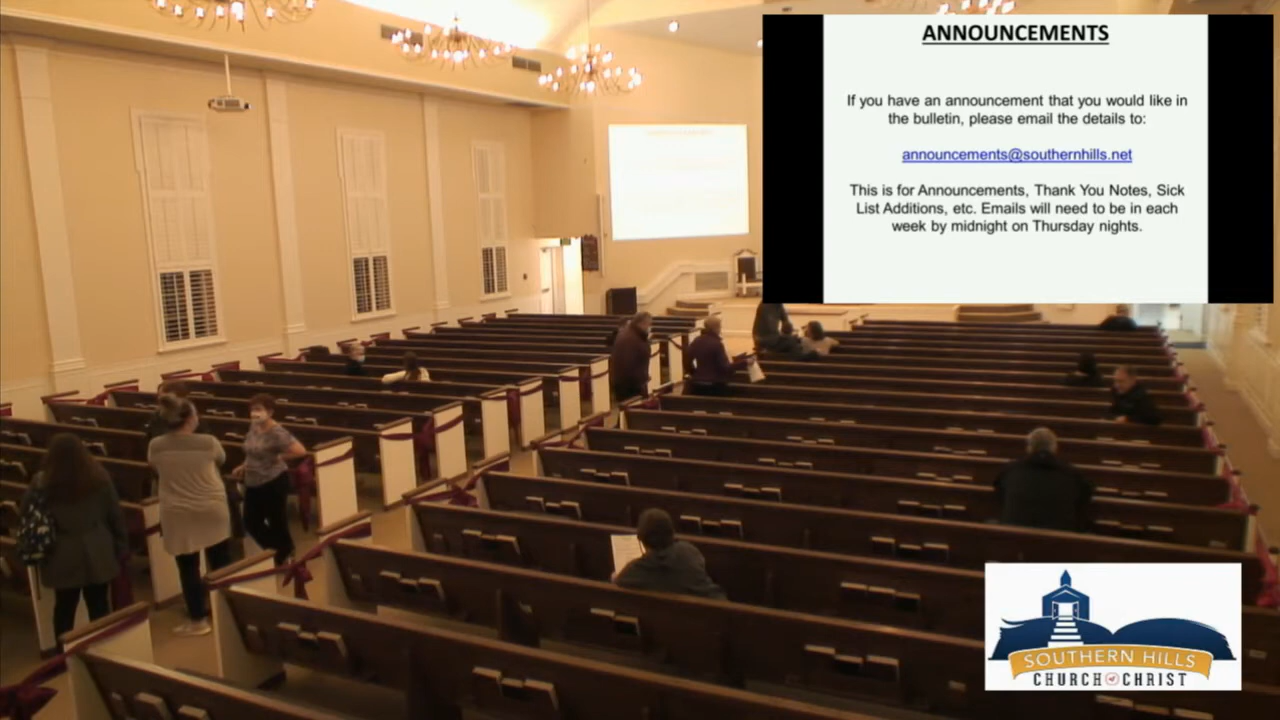 ANNOUNCEMENTS
If you have an announcement that you would like in
the bulletin, please email the details to:
announcements@southernhills.net
This is for Announcements, Thank You Notes, Sick
List Additions, etc. Emails will need to be in each
week by midnight on Thursday nights.
SOUTHERN HILLS
CHURCH OF CHRIST